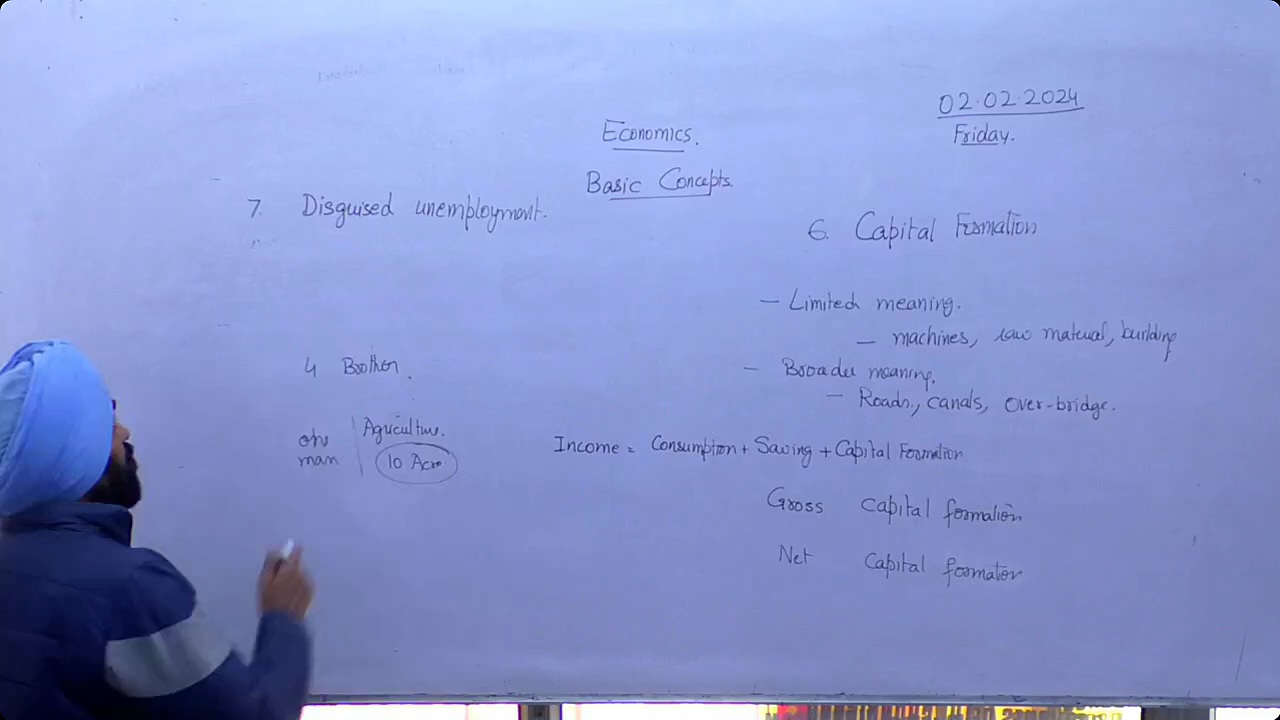 02.02.2024
Friday.
Economics.
Basic Concepts.
7. Disguised unemployment.
4 Brother.
one man
Agriculture.
10 Acre
6. Capital Formation
— Limited meaning.
— machines, raw material, building
— Broader meaning.
— Roads, canals, over-bridge.
Income = Consumption + Saving + Capital Formation
Gross Capital formation
Net Capital formation